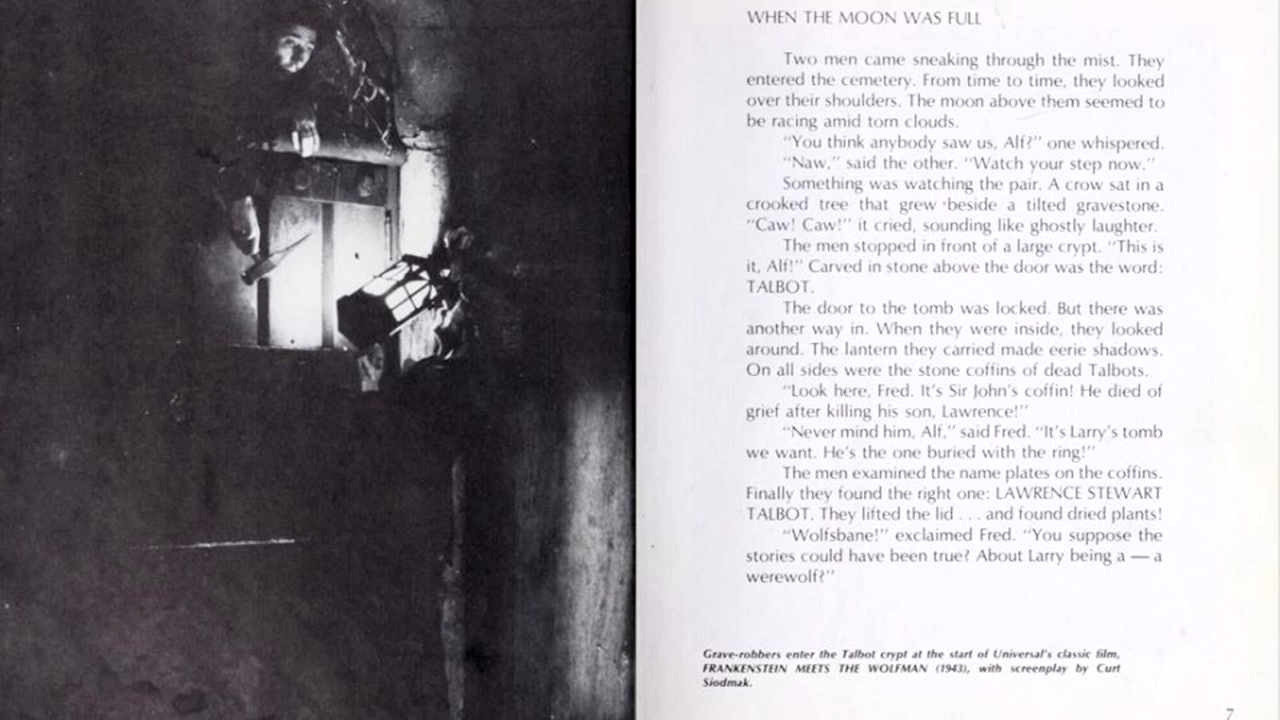 WHEN THE MOON WAS FULL
Two men came sneaking through the mist. They
entered the cemetery. From time to time, they looked
over their shoulders. The moon above them seemed to
be racing amid torn clouds.
"You think anybody saw us, Alf?" one whispered.
"Naw," said the other. "Watch your step now."
Something was watching the pair. A crow sat in a
crooked tree that grew beside a tilted gravestone.
"Caw! Caw!" it cried, sounding like ghostly laughter.
The men stopped in front of a large crypt. "This is
it, Alf!" Carved in stone above the door was the word:
TALBOT.
The door to the tomb was locked. But there was
another way in. When they were inside, they looked
around. The lantern they carried made eerie shadows.
On all sides were the stone coffins of dead Talbots.
"Look here, Fred. It's Sir John's coffin! He died of
grief after killing his son, Lawrence!"
"Never mind him, Alf," said Fred. "It's Larry's tomb
we want. He's the one buried with the ring!"
The men examined the name plates on the coffins.
Finally they found the right one: LAWRENCE STEWART
TALBOT. They lifted the lid . . . and found dried plants!
"Wolfsbane!" exclaimed Fred. "You suppose the
stories could have been true? About Larry being a — a
werewolf?"
Grave-robbers enter the Talbot crypt at the start of Universal's classic film,
FRANKENSTEIN MEETS THE WOLFMAN (1943), with screenplay by Curt
Siodmak.
7